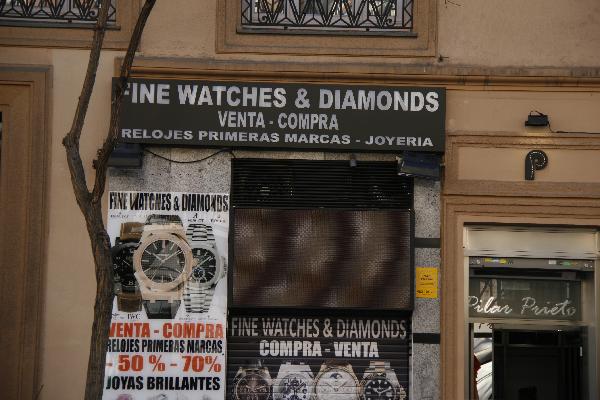 FINE WATCHES & DIAMONDS
VENTA - COMPRA
RELOJES PRIMERAS MARCAS - JOYERIA
FINE WATCHES & DIAMONDS
IWC
VENTA - COMPRA
RELOJES PRIMERAS MARCAS
- 50 % - 70%
JOYAS BRILLANTES
FINE WATCHES & DIAMONDS
COMPRA - VENTA
P
Pilar Prieto